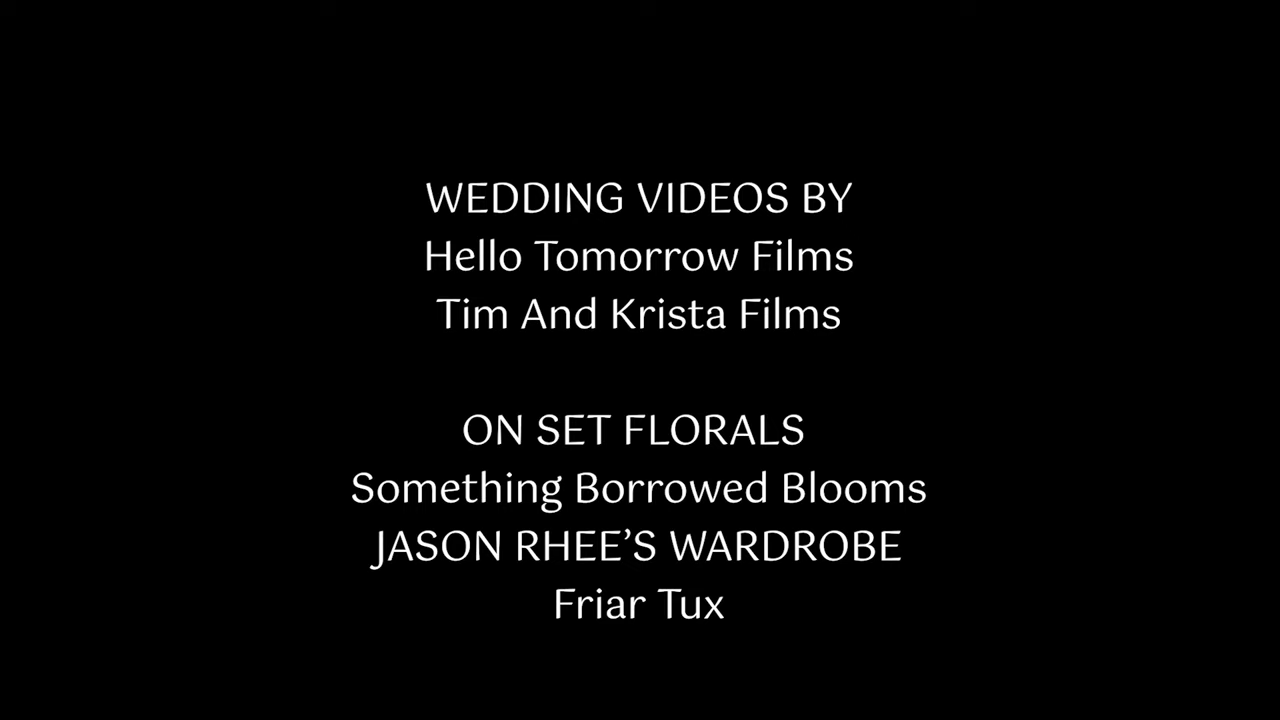 WEDDING VIDEOS BY
Hello Tomorrow Films
Tim And Krista Films
ON SET FLORALS
Something Borrowed Blooms
JASON RHEE’S WARDROBE
Friar Tux